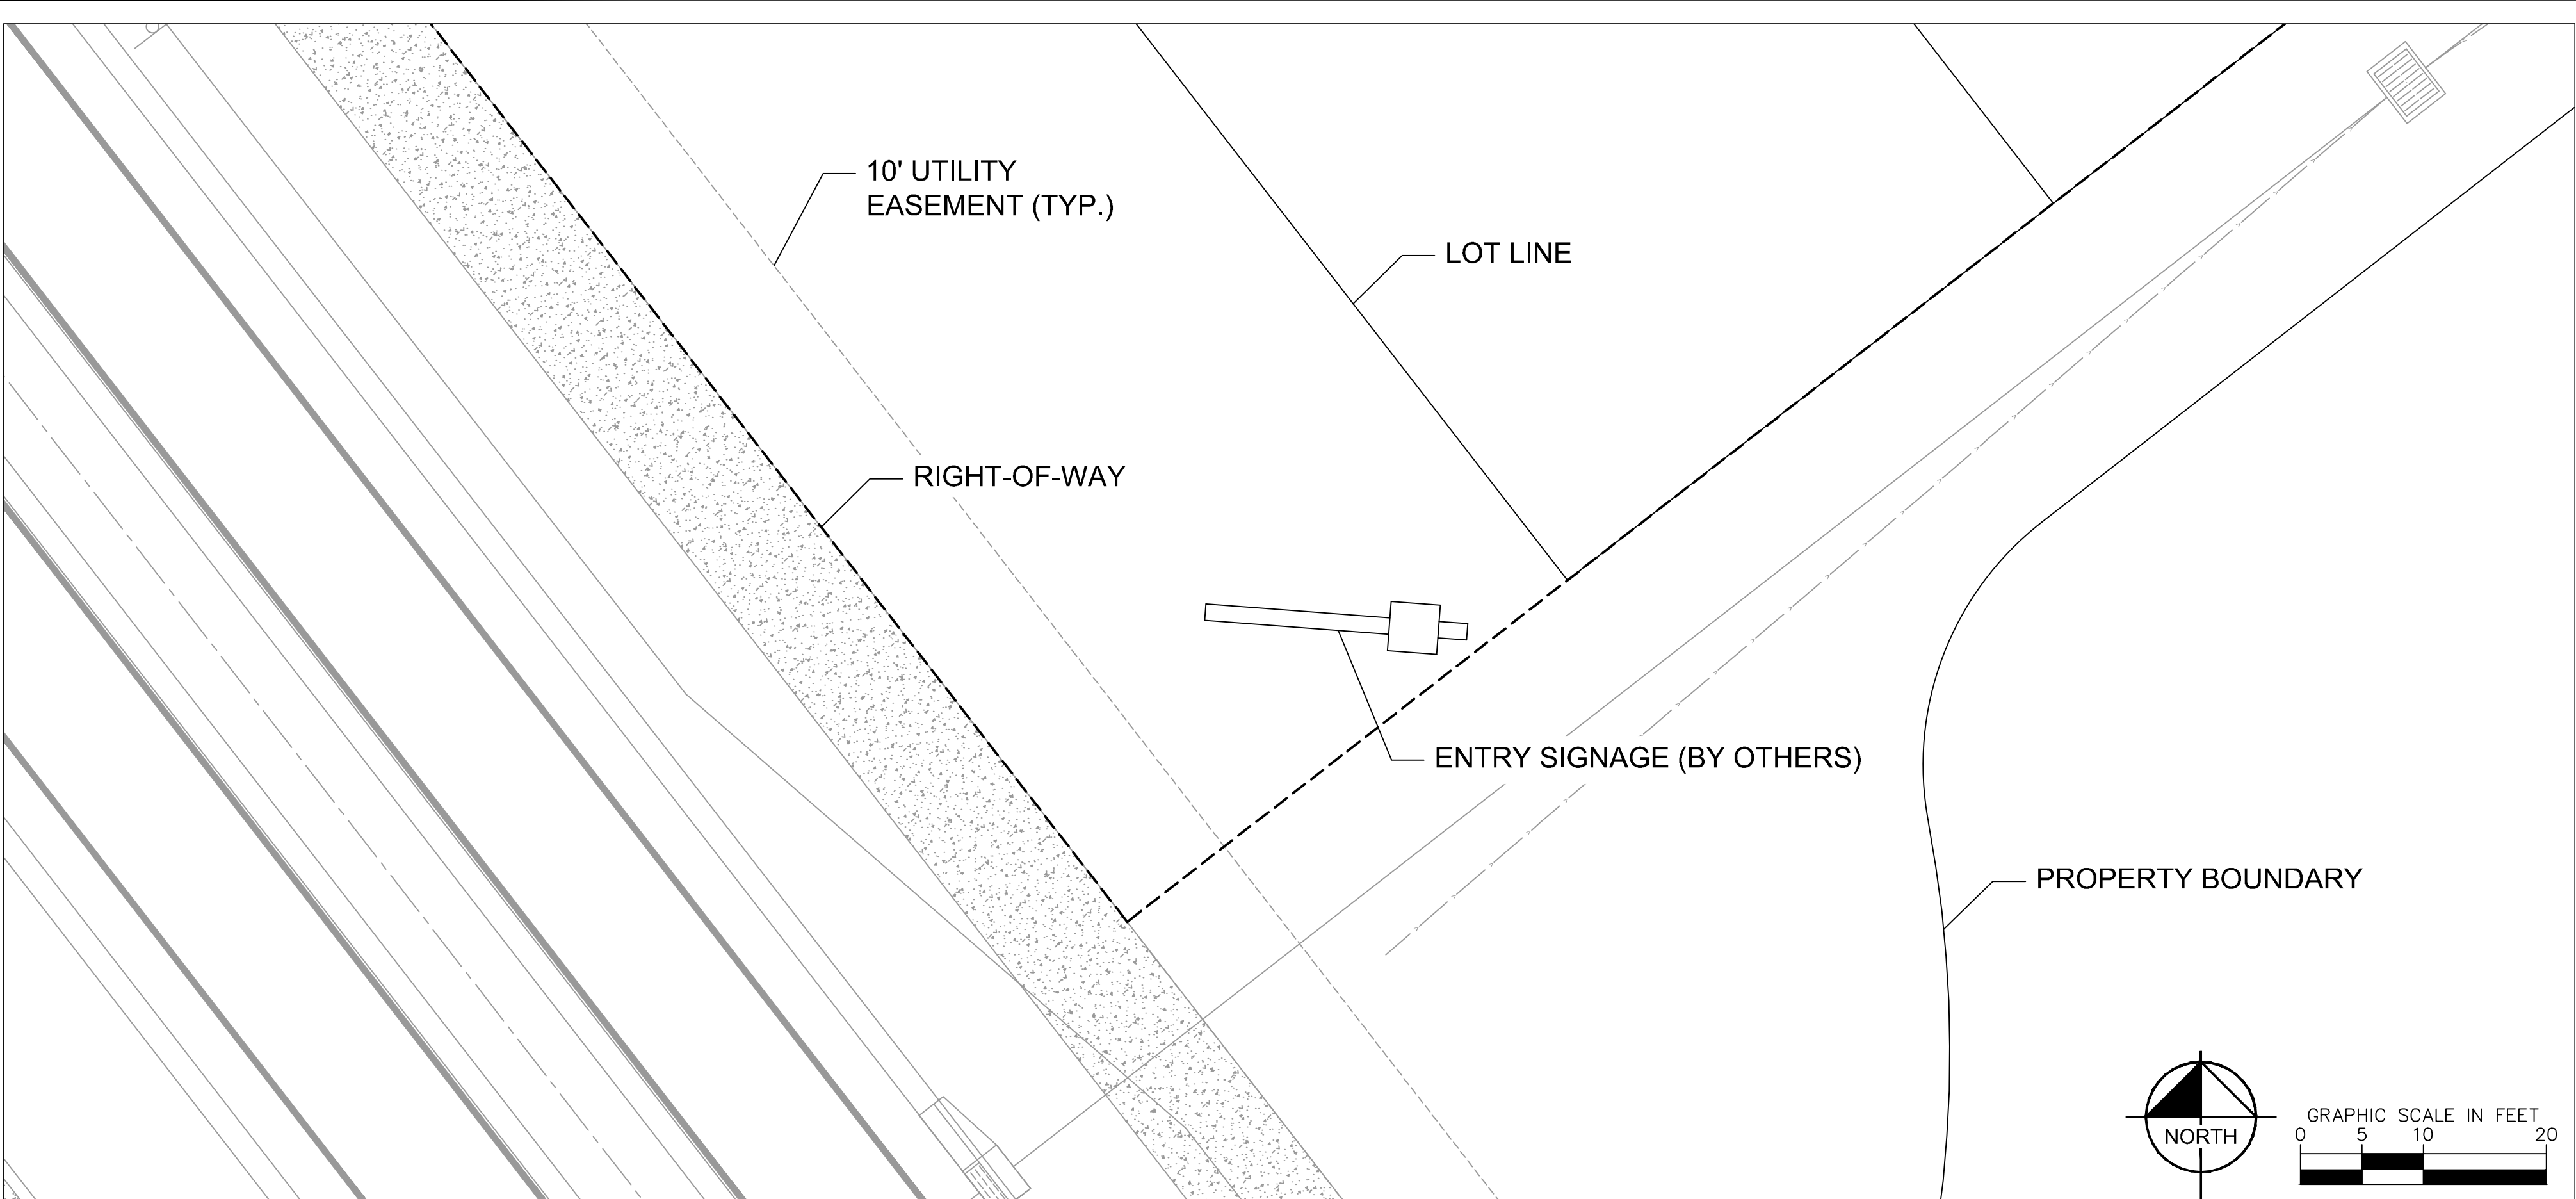 10' UTILITY
EASEMENT (TYP.)
LOT LINE
RIGHT-OF-WAY
ENTRY SIGNAGE (BY OTHERS)
PROPERTY BOUNDARY
NORTH
GRAPHIC SCALE IN FEET
0 5 10 20